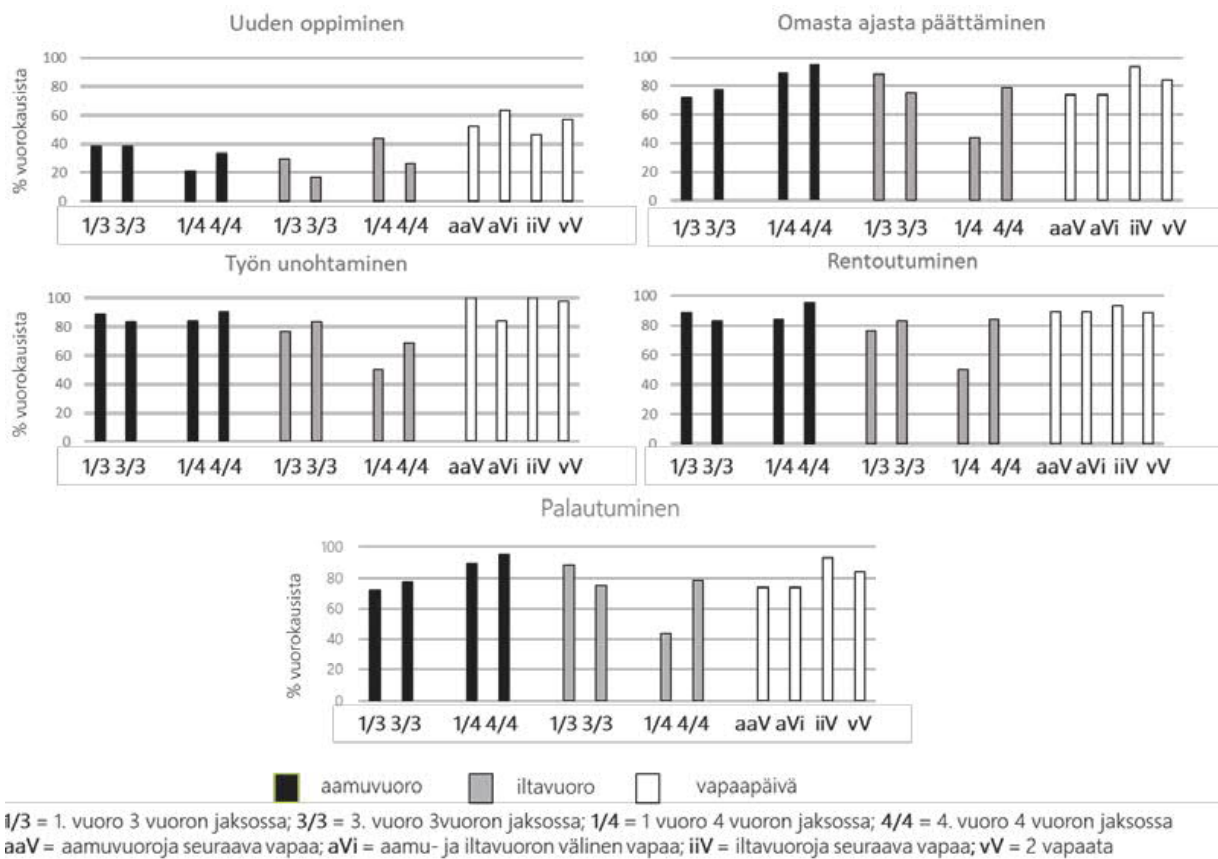 Uuden oppiminen
Omasta ajasta päättäminen
% vuorokausista
100
80
60
40
20
0
1/3 3/3 1/4 4/4 1/3 3/3 1/4 4/4 aaV aVi iiV vV
100
80
60
40
20
0
1/3 3/3 1/4 4/4 1/3 3/3 1/4 4/4 aaV aVi iiV vV
Työn unohtaminen
Rentoutuminen
% vuorokausista
100
80
60
40
20
0
1/3 3/3 1/4 4/4 1/3 3/3 1/4 4/4 aaV aVi iiV vV
100
80
60
40
20
0
1/3 3/3 1/4 4/4 1/3 3/3 1/4 4/4 aaV aVi iiV vV
Palautuminen
% vuorokausista
100
80
60
40
20
0
1/3 3/3 1/4 4/4 1/3 3/3 1/4 4/4 aaV aVi iiV vV
aamuvuoro iltavuoro vapaapäivä
1/3 = 1. vuoro 3 vuoron jaksossa; 3/3 = 3. vuoro 3vuoron jaksossa; 1/4 = 1 vuoro 4 vuoron jaksossa; 4/4 = 4. vuoro 4 vuoron jaksossa
aaV = aamuvuoroja seuraava vapaa; aVi = aamu- ja iltavuoron välinen vapaa; iiV = iltavuoroja seuraava vapaa; vV = 2 vapaata